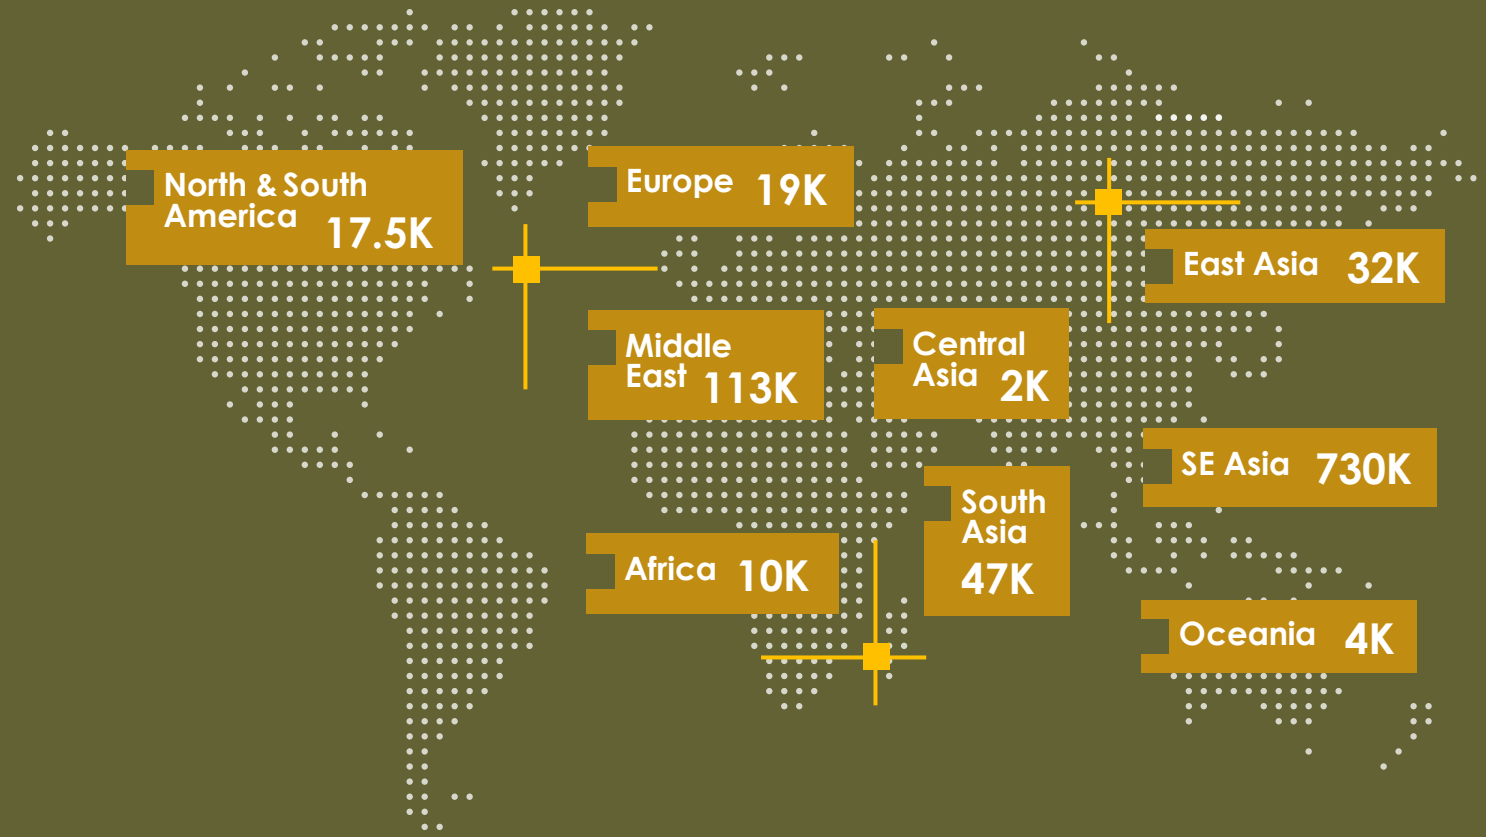 North & South
America 17.5K
Europe 19K
East Asia 32K
Middle
East 113K
Central
Asia 2K
SE Asia 730K
South
Asia
47K
Africa 10K
Oceania 4K